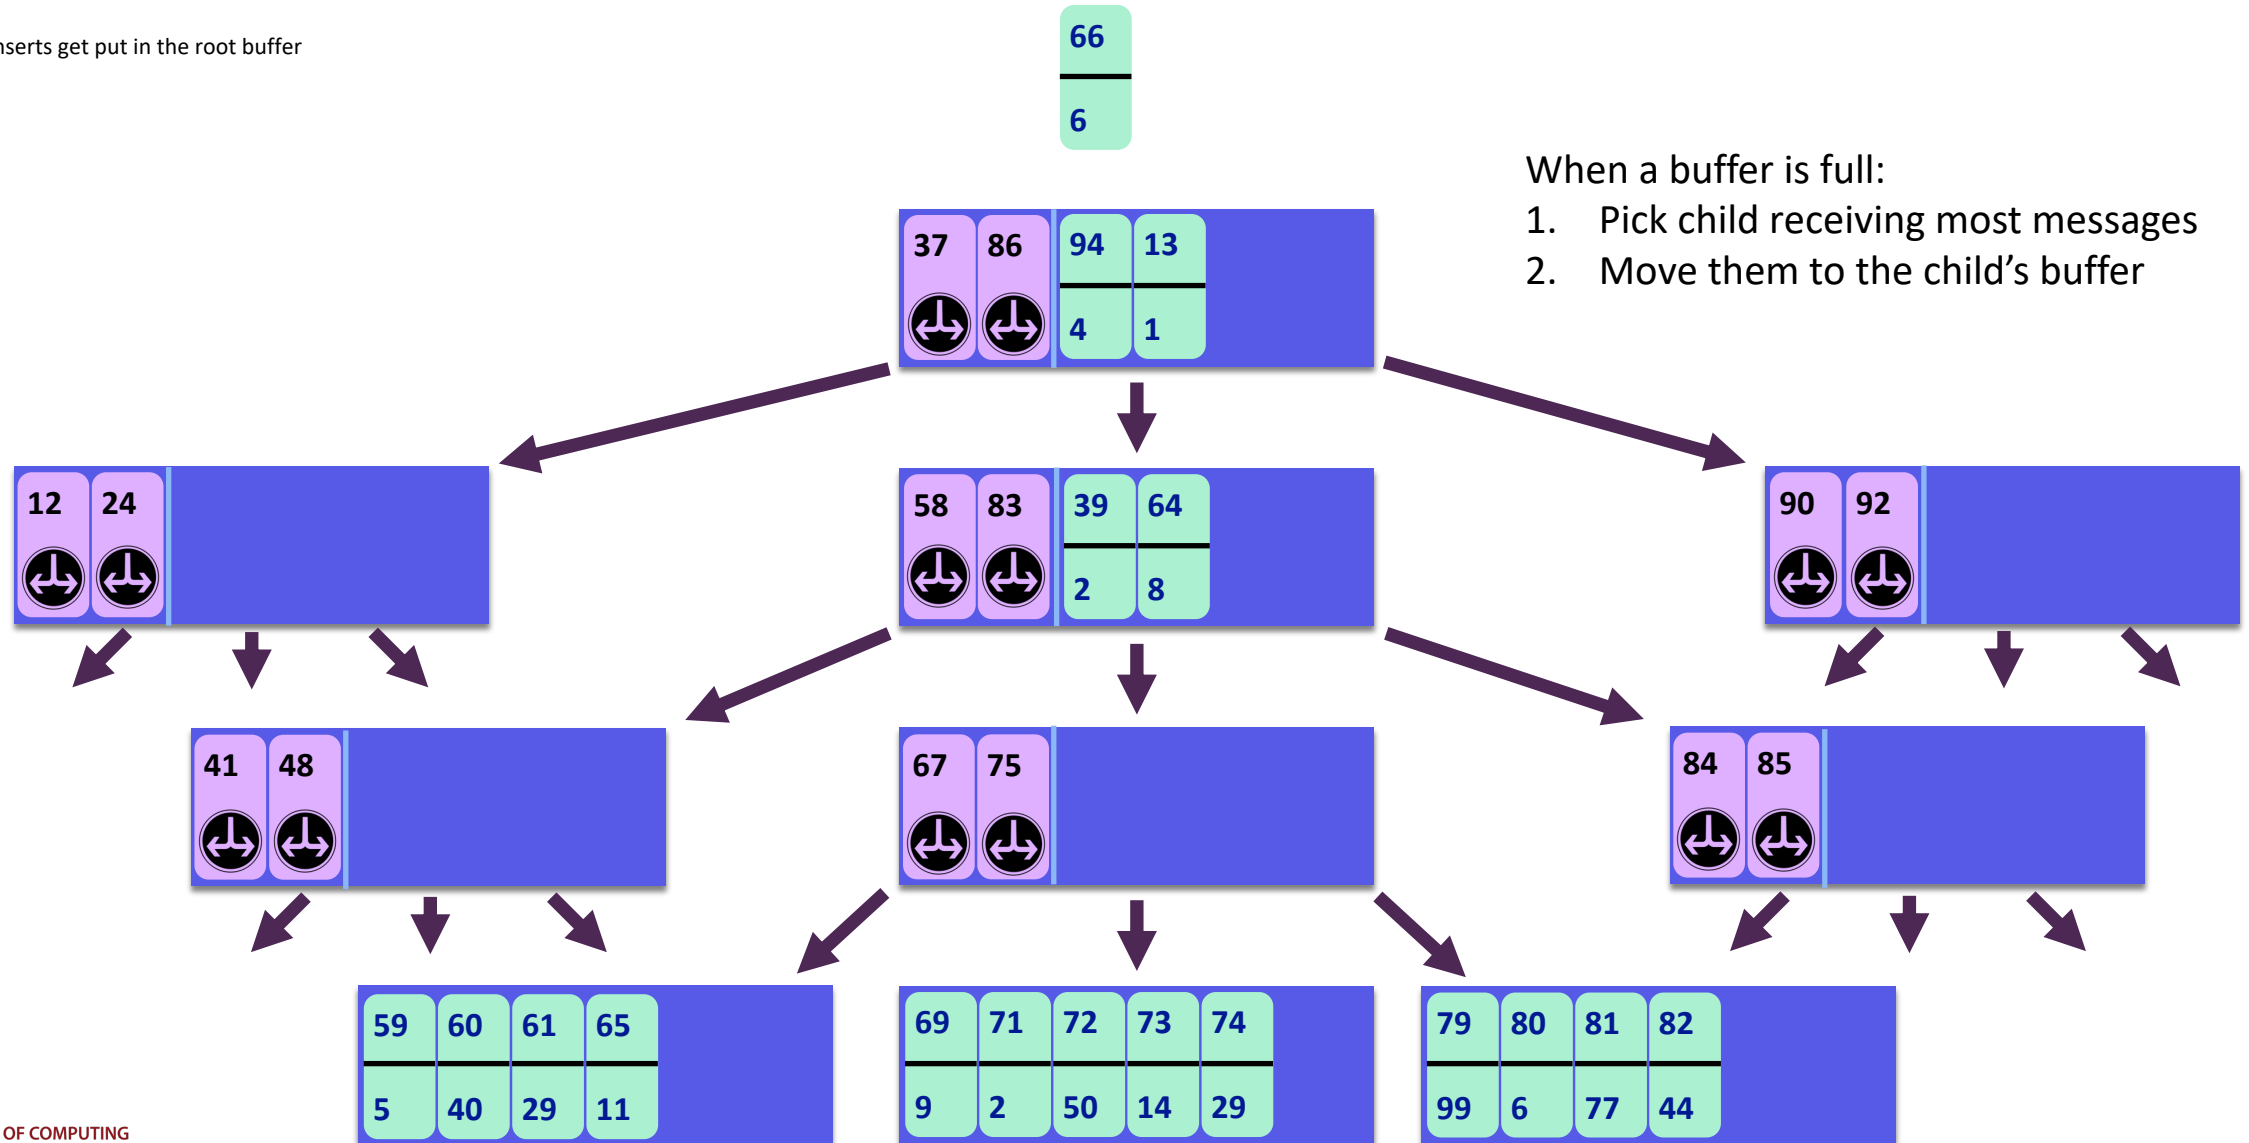 nserts get put in the root buffer
66
6
When a buffer is full:
1. Pick child receiving most messages
2. Move them to the child's buffer
37 86 94 13
4 1
12 24
58 83 39 64
2 8
90 92
41 48
67 75
84 85
59 60 61 65
5 40 29 11
69 71 72 73 74
9 2 50 14 29
79 80 81 82
99 6 77 44
OF COMPUTING